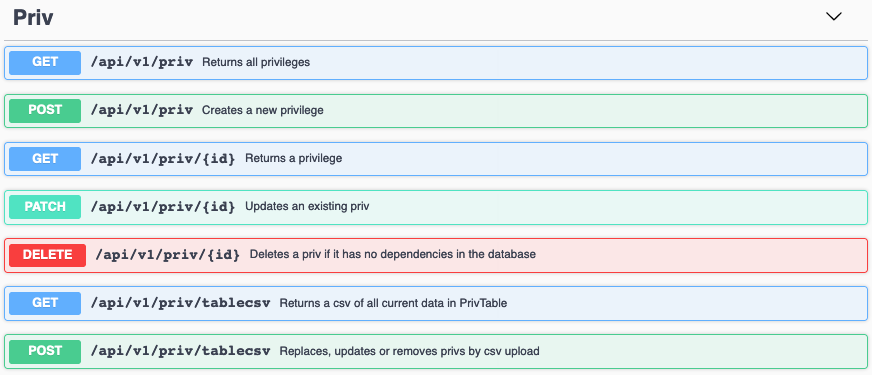 Priv
GET /api/v1/priv Returns all privileges
POST /api/v1/priv Creates a new privilege
GET /api/v1/priv/{id} Returns a privilege
PATCH /api/v1/priv/{id} Updates an existing priv
DELETE /api/v1/priv/{id} Deletes a priv if it has no dependencies in the database
GET /api/v1/priv/tablecsv Returns a csv of all current data in PrivTable
POST /api/v1/priv/tablecsv Replaces, updates or removes privs by csv upload